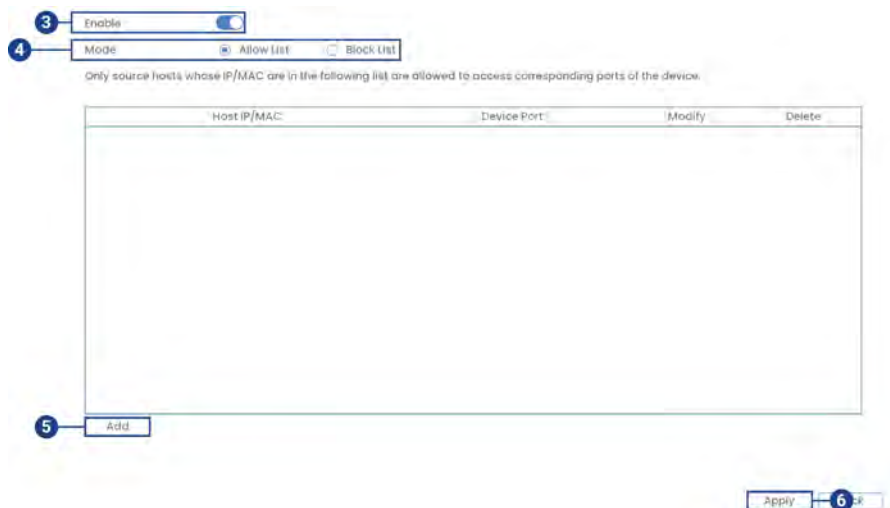 3 Enable
4 Mode Allow List Block List
Only source hosts whose IP/MAC are in the following list are allowed to access corresponding ports of the device.
Host IP/MAC Device Port Modify Delete
5 Add
Apply 6